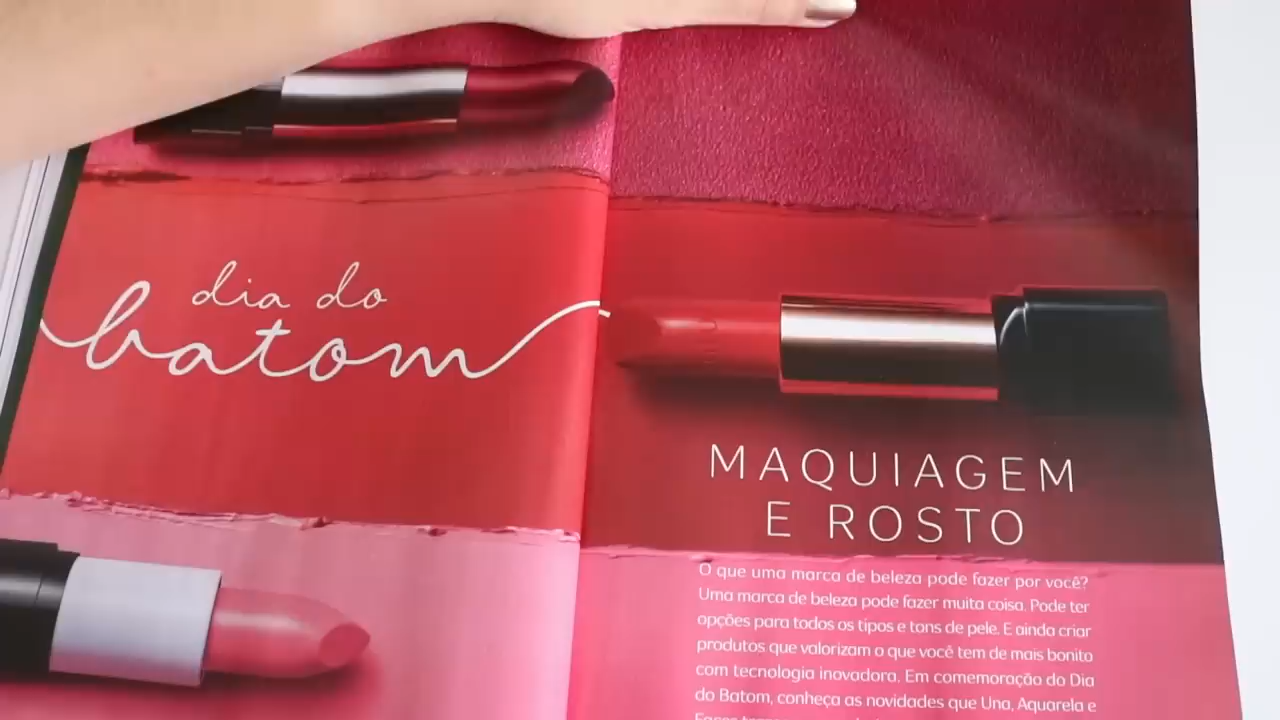 dia do
batom
MAQUIAGEM
E ROSTO
O que uma marca de beleza pode fazer por você?
Uma marca de beleza pode fazer muita coisa. Pode ter
opções para todos os tipos e tons de pele. E ainda criar
produtos que valorizam o que você tem de mais bonito
com tecnologia inovadora. Em comemoração do Dia
do Batom, conheça as novidades que Una, Aquarela e